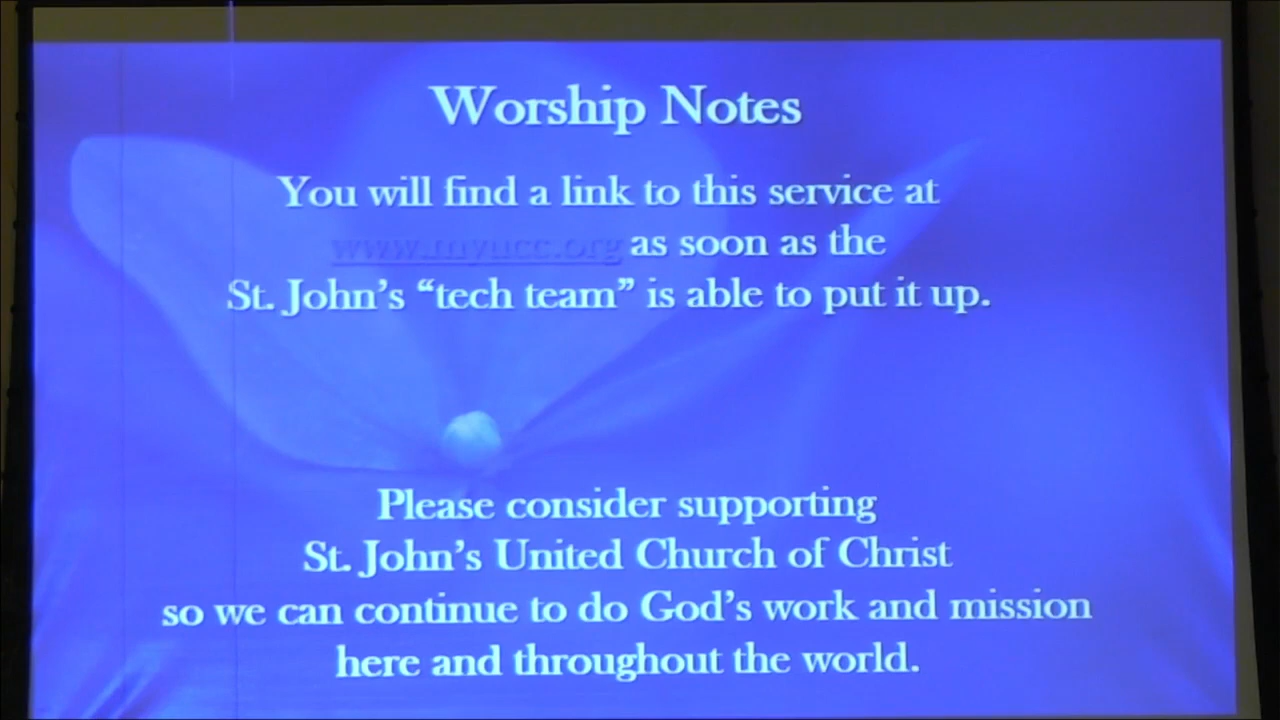 Worship Notes
You will find a link to this service at
www.myucc.org as soon as the
St. John’s “tech team” is able to put it up.
Please consider supporting
St. John’s United Church of Christ
so we can continue to do God’s work and mission
here and throughout the world.